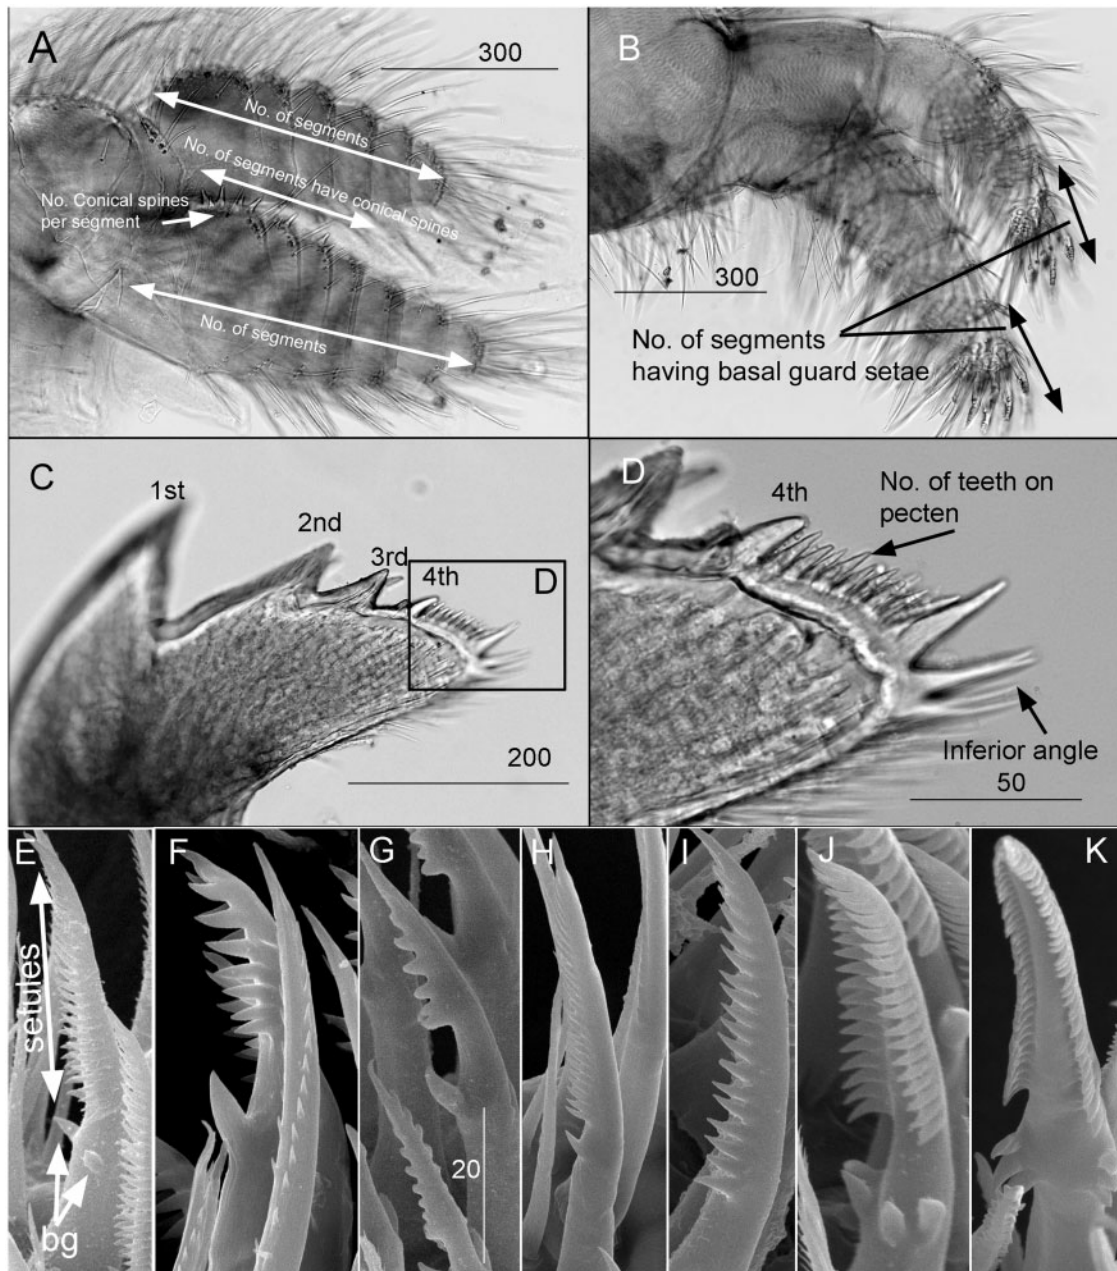 A
300
No. of segments
No. of segments have conical spines
No. Conical spines
per segment
No. of segments
B
300
No. of segments
having basal guard setae
C
1st
2nd
3rd
4th
D
200
D
4th
No. of teeth on
pecten
Inferior angle
50
E
setules
bg
F
G
20
H
I
J
K